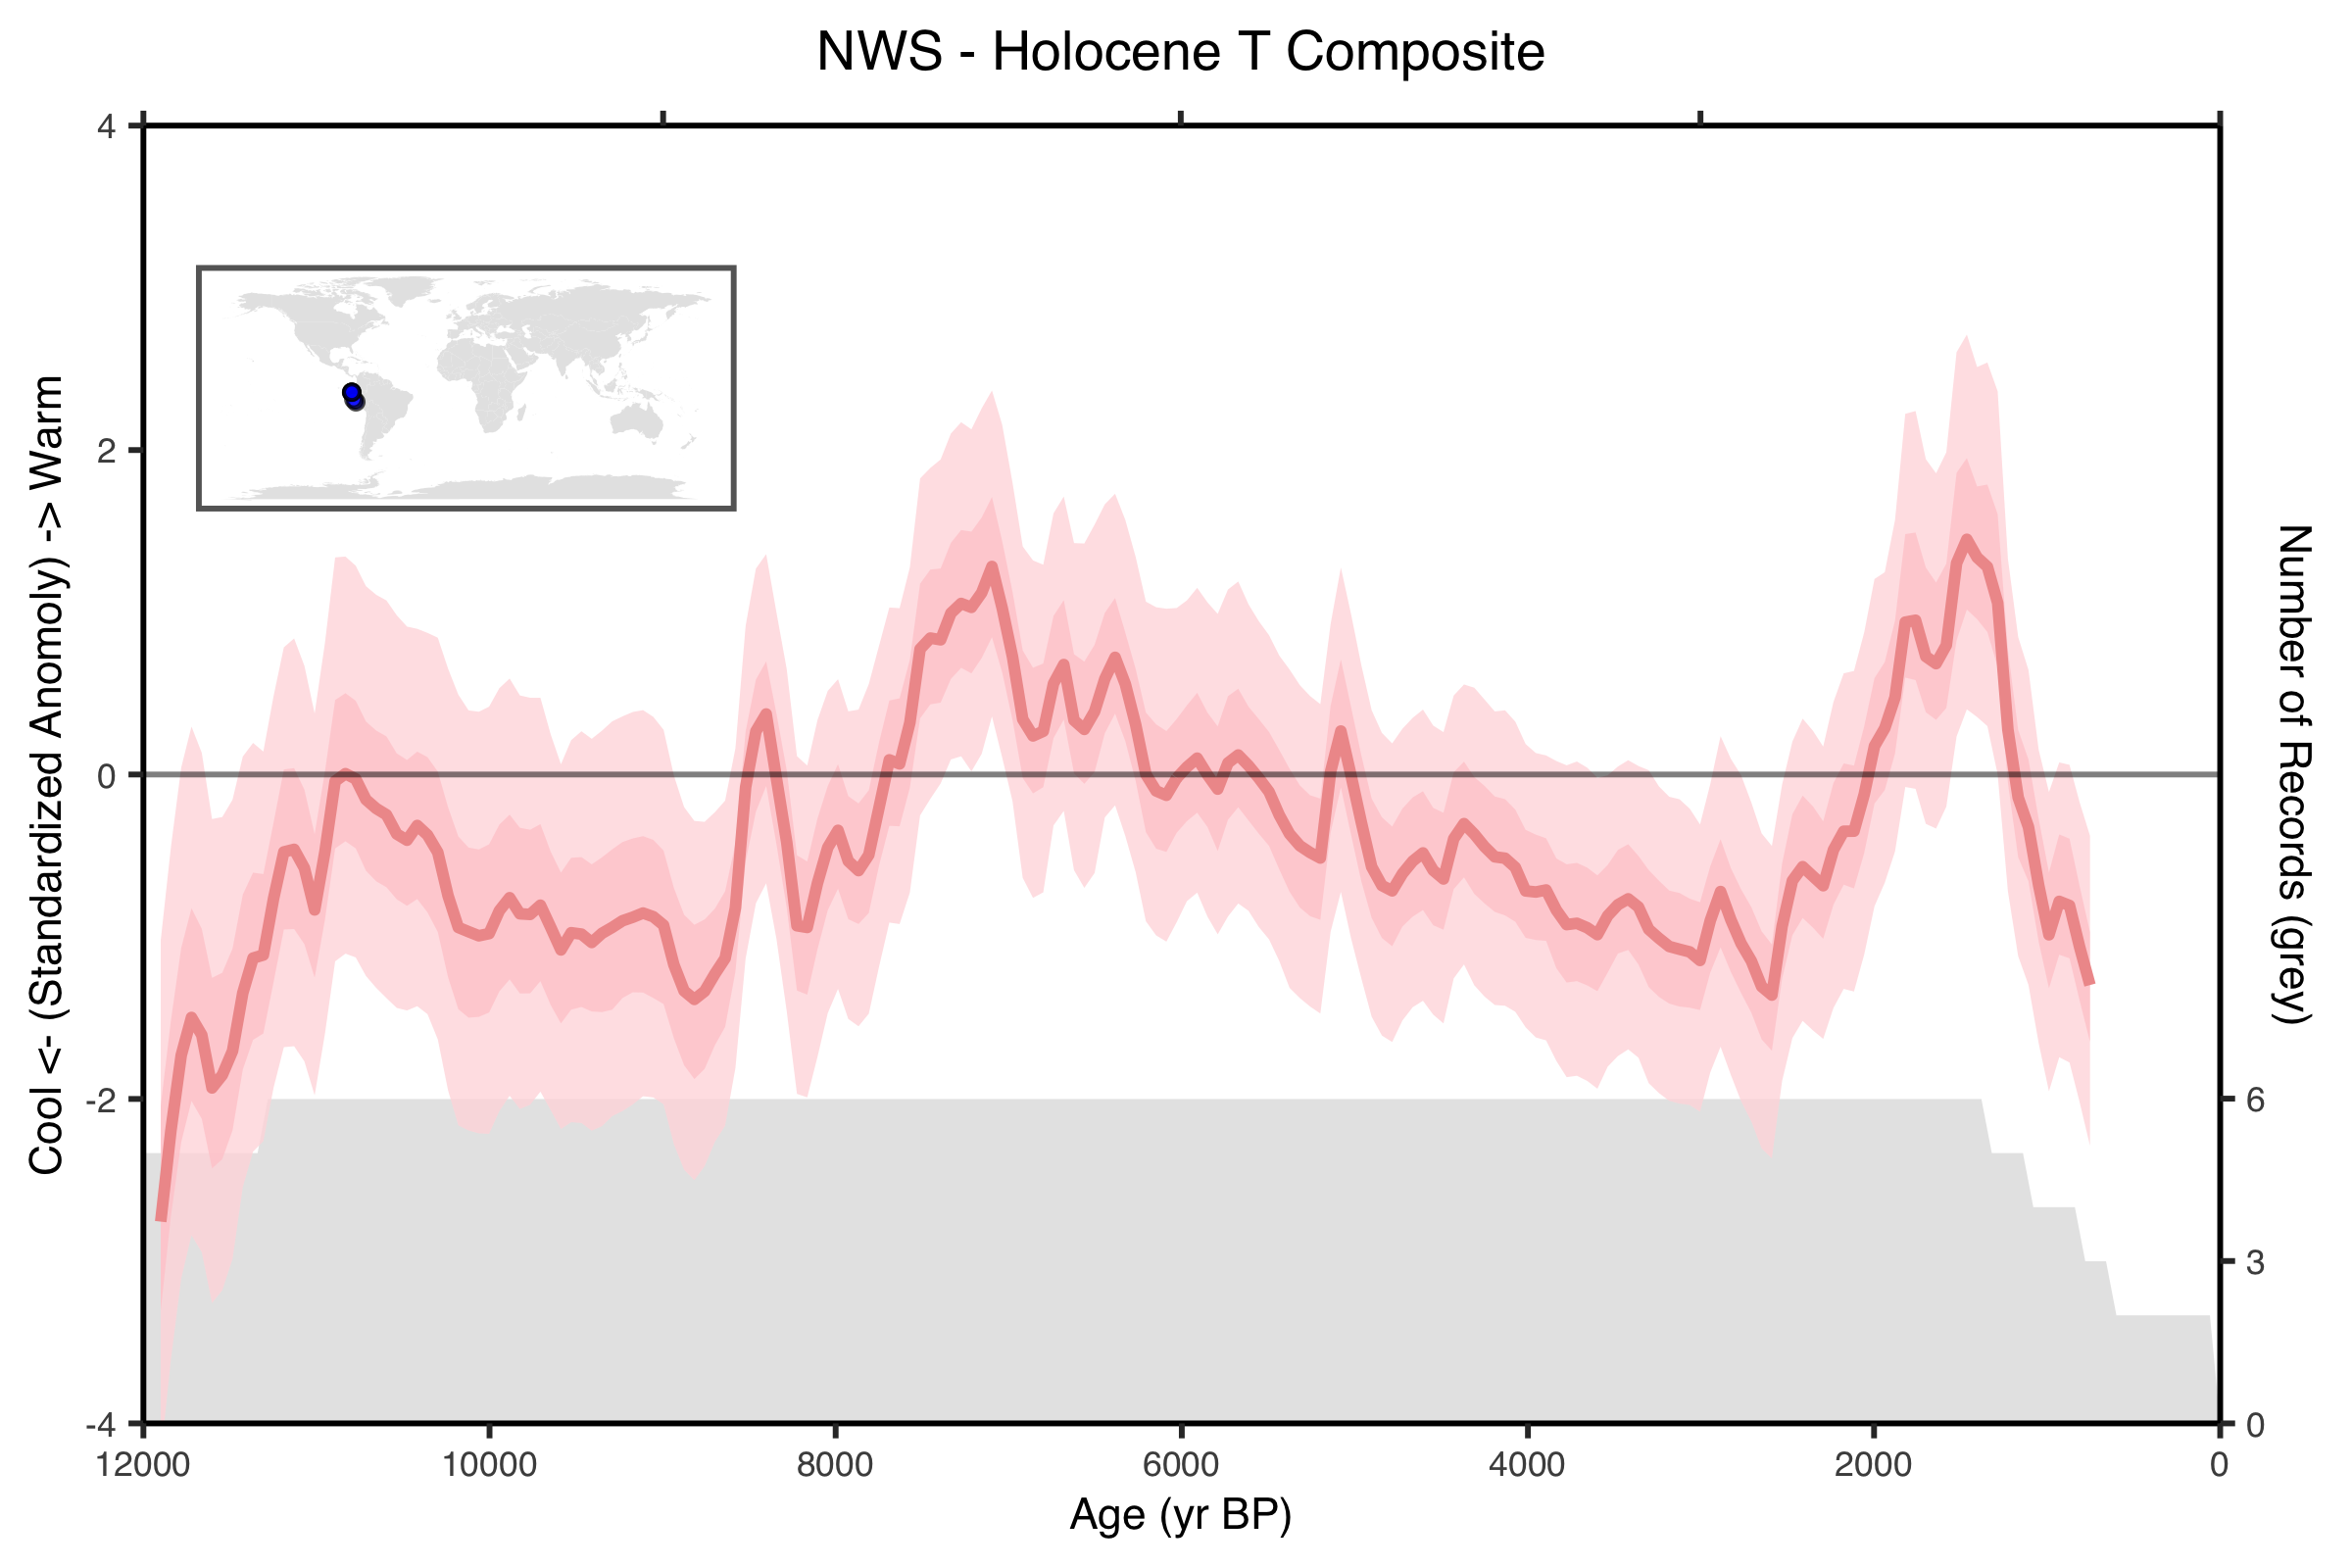 NWS - Holocene T Composite
Cool <- (Standardized Anomoly) -> Warm
4
2
0
-2
-4
Number of Records (grey)
6
3
0
12000 10000 8000 6000 4000 2000 0
Age (yr BP)